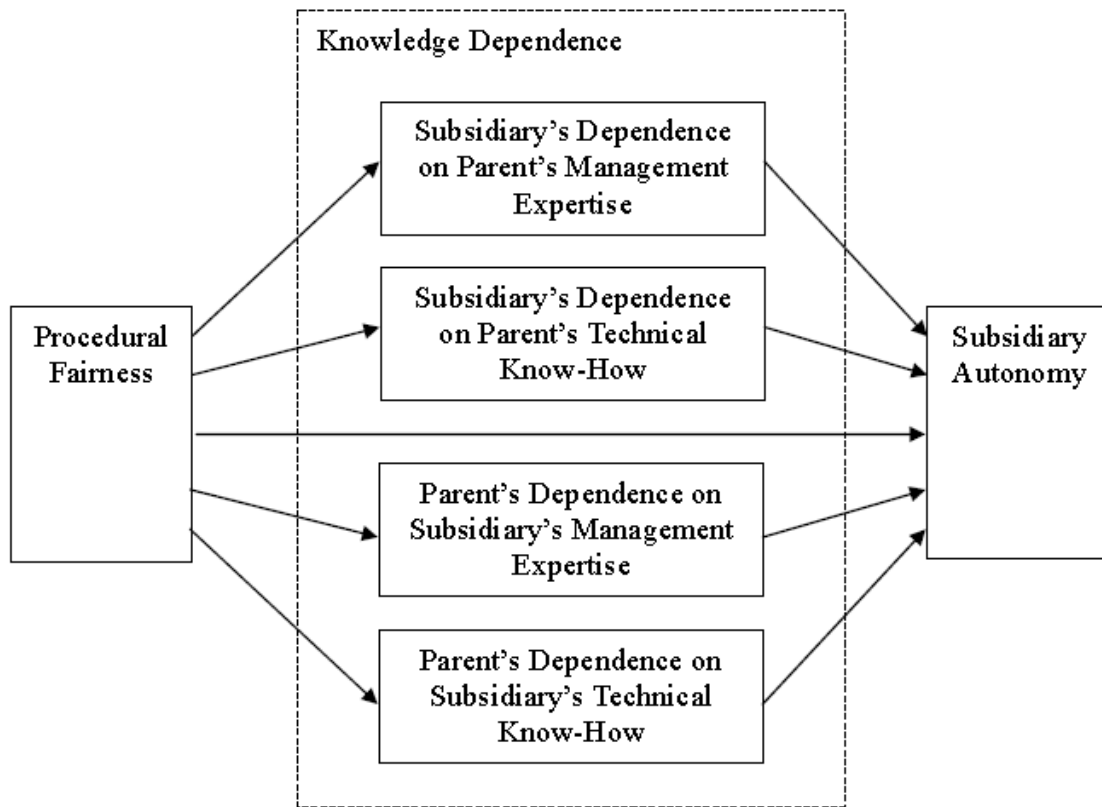 Knowledge Dependence
Subsidiary’s Dependence
on Parent’s Management
Expertise
Subsidiary’s Dependence
on Parent’s Technical
Know-How
Procedural
Fairness
Subsidiary
Autonomy
Parent’s Dependence on
Subsidiary’s Management
Expertise
Parent’s Dependence on
Subsidiary’s Technical
Know-How